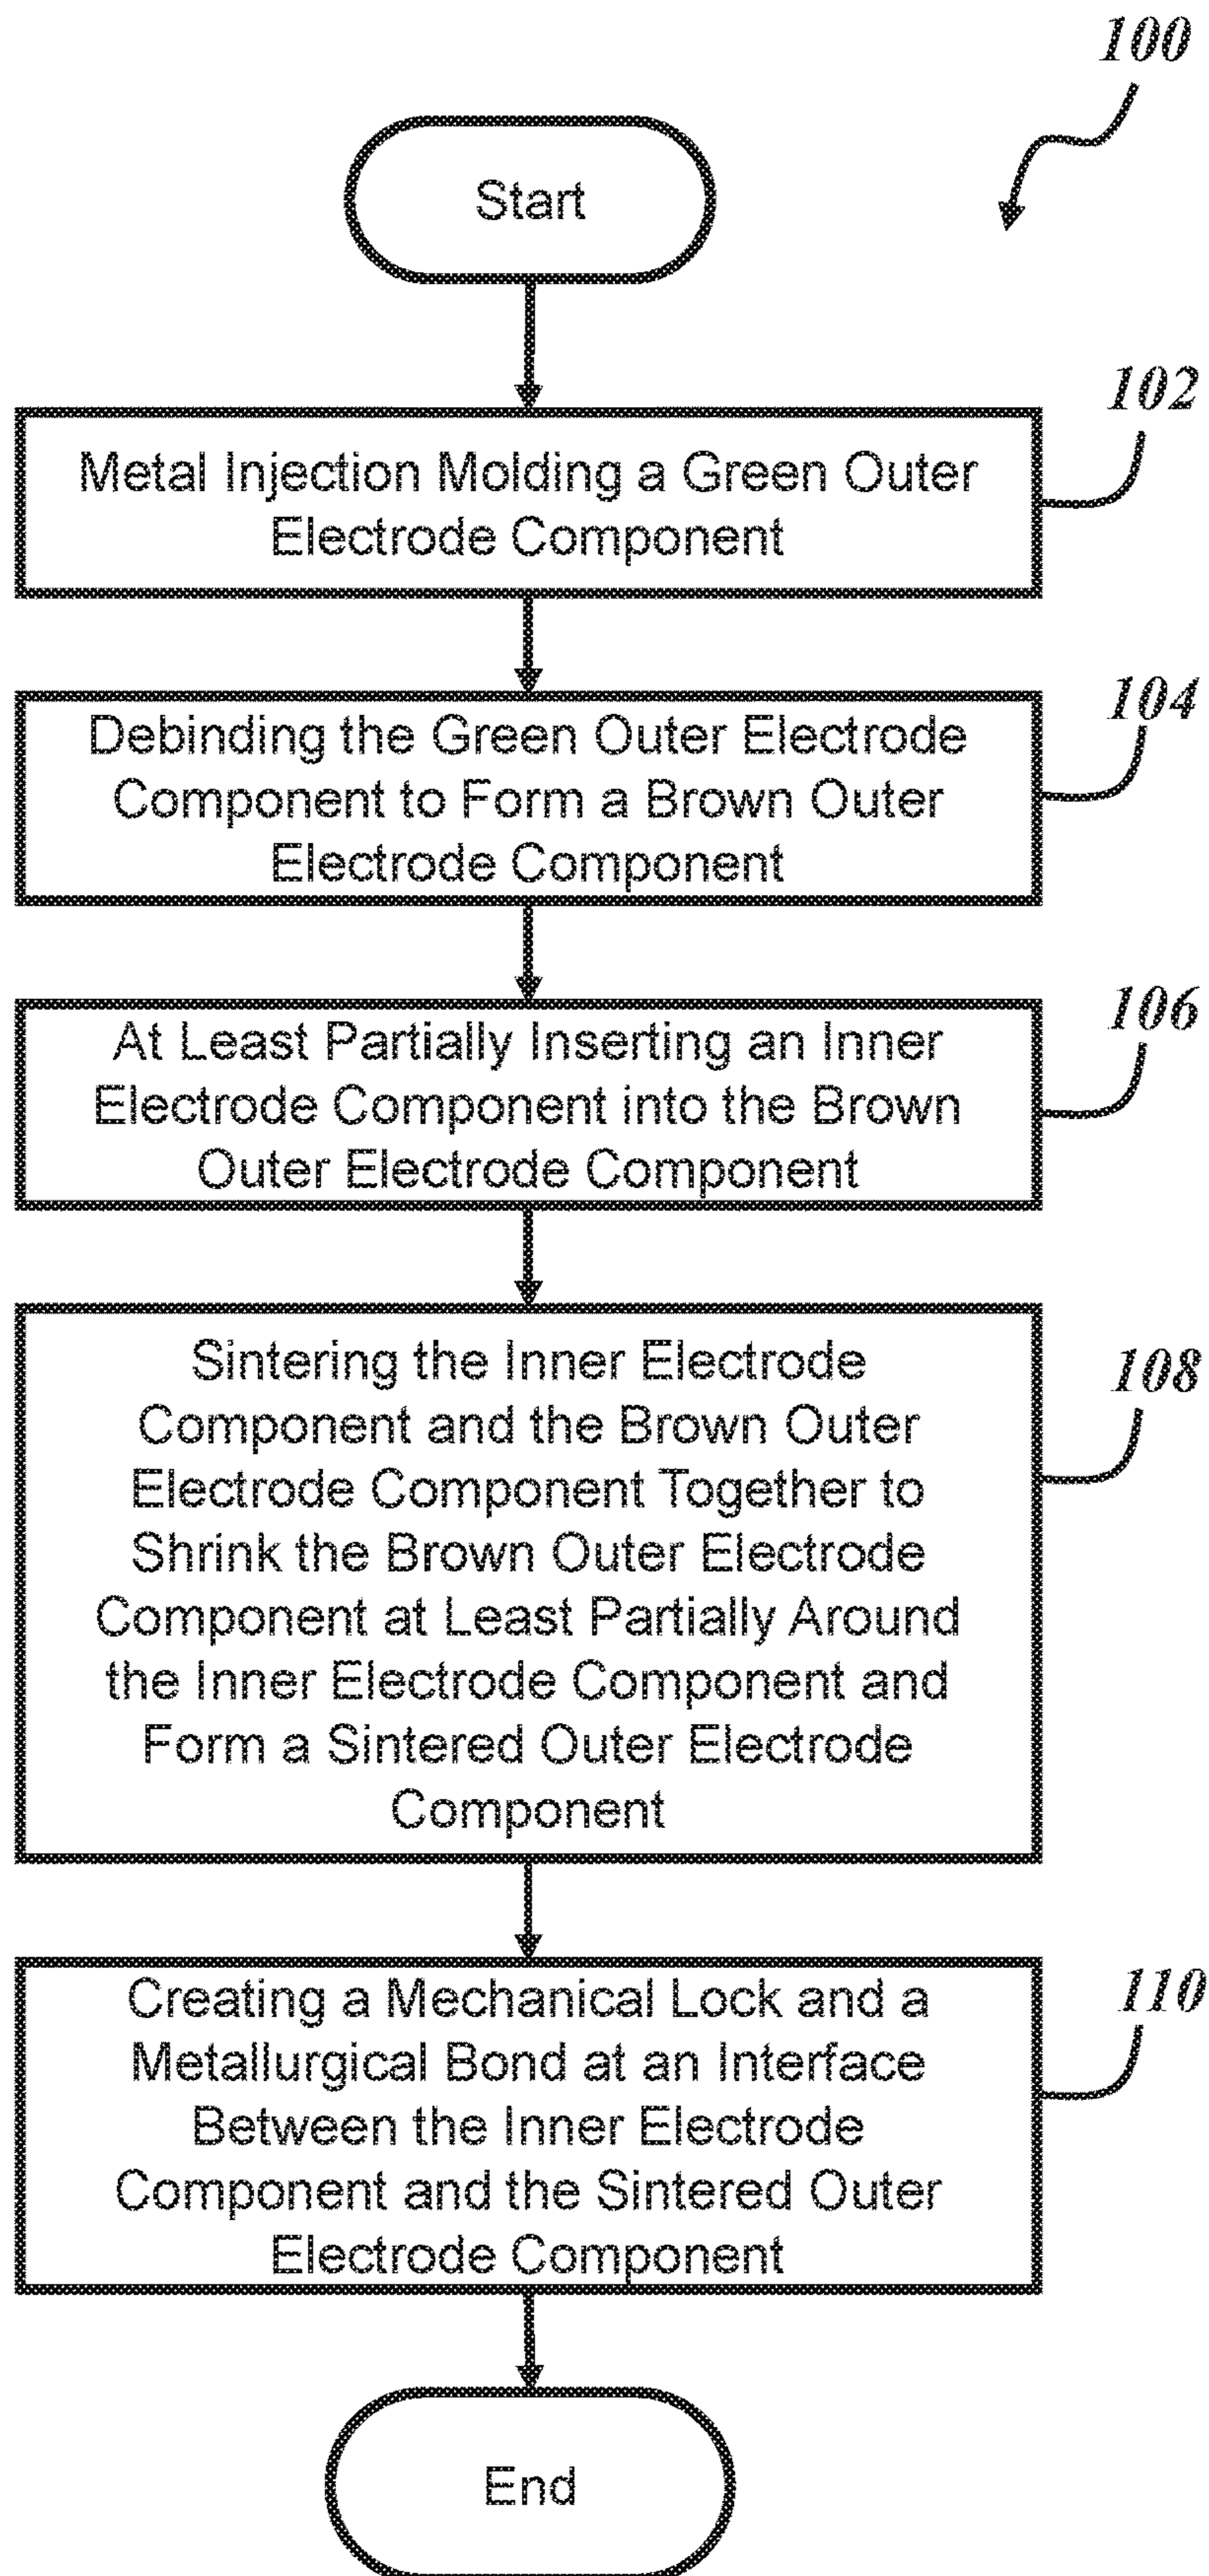 100
Start
102
Metal Injection Molding a Green Outer
Electrode Component
104
Debinding the Green Outer Electrode
Component to Form a Brown Outer
Electrode Component
106
At Least Partially Inserting an Inner
Electrode Component into the Brown
Outer Electrode Component
108
Sintering the Inner Electrode
Component and the Brown Outer
Electrode Component Together to
Shrink the Brown Outer Electrode
Component at Least Partially Around
the Inner Electrode Component and
Form a Sintered Outer Electrode
Component
110
Creating a Mechanical Lock and a
Metallurgical Bond at an Interface
Between the Inner Electrode
Component and the Sintered Outer
Electrode Component
End